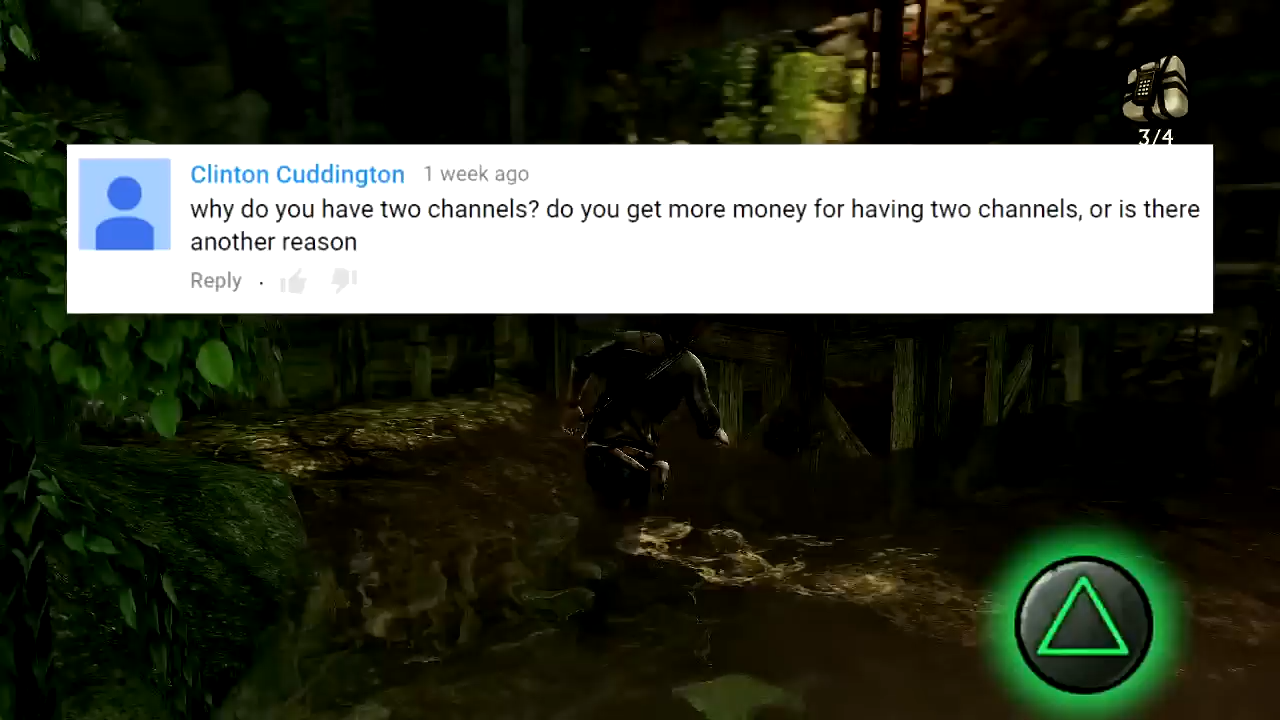 3/4
Clinton Cuddington 1 week ago
why do you have two channels? do you get more money for having two channels, or is there
another reason
Reply ·